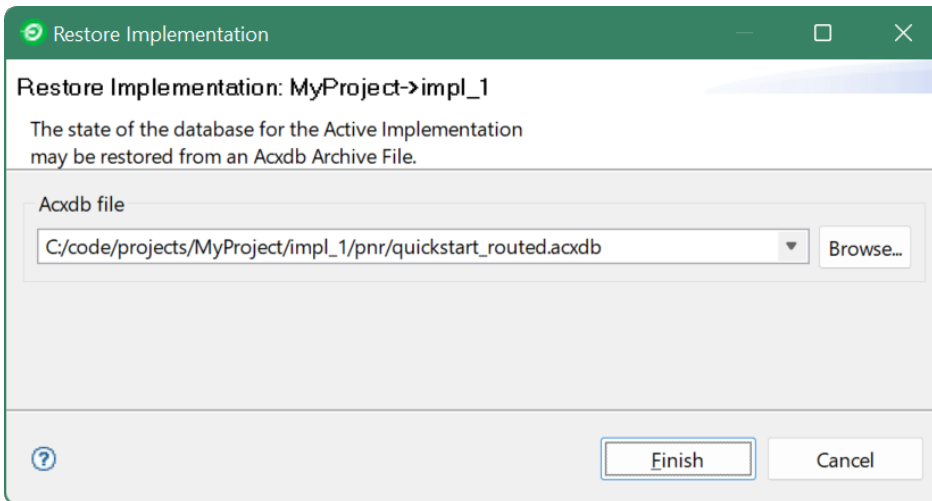 Restore Implementation
Restore Implementation: MyProject->impl_1
The state of the database for the Active Implementation
may be restored from an Acxdb Archive File.
Acxdb file
C:/code/projects/MyProject/impl_1/pnr/quickstart_routed.acxdb
Browse...
?
Finish
Cancel